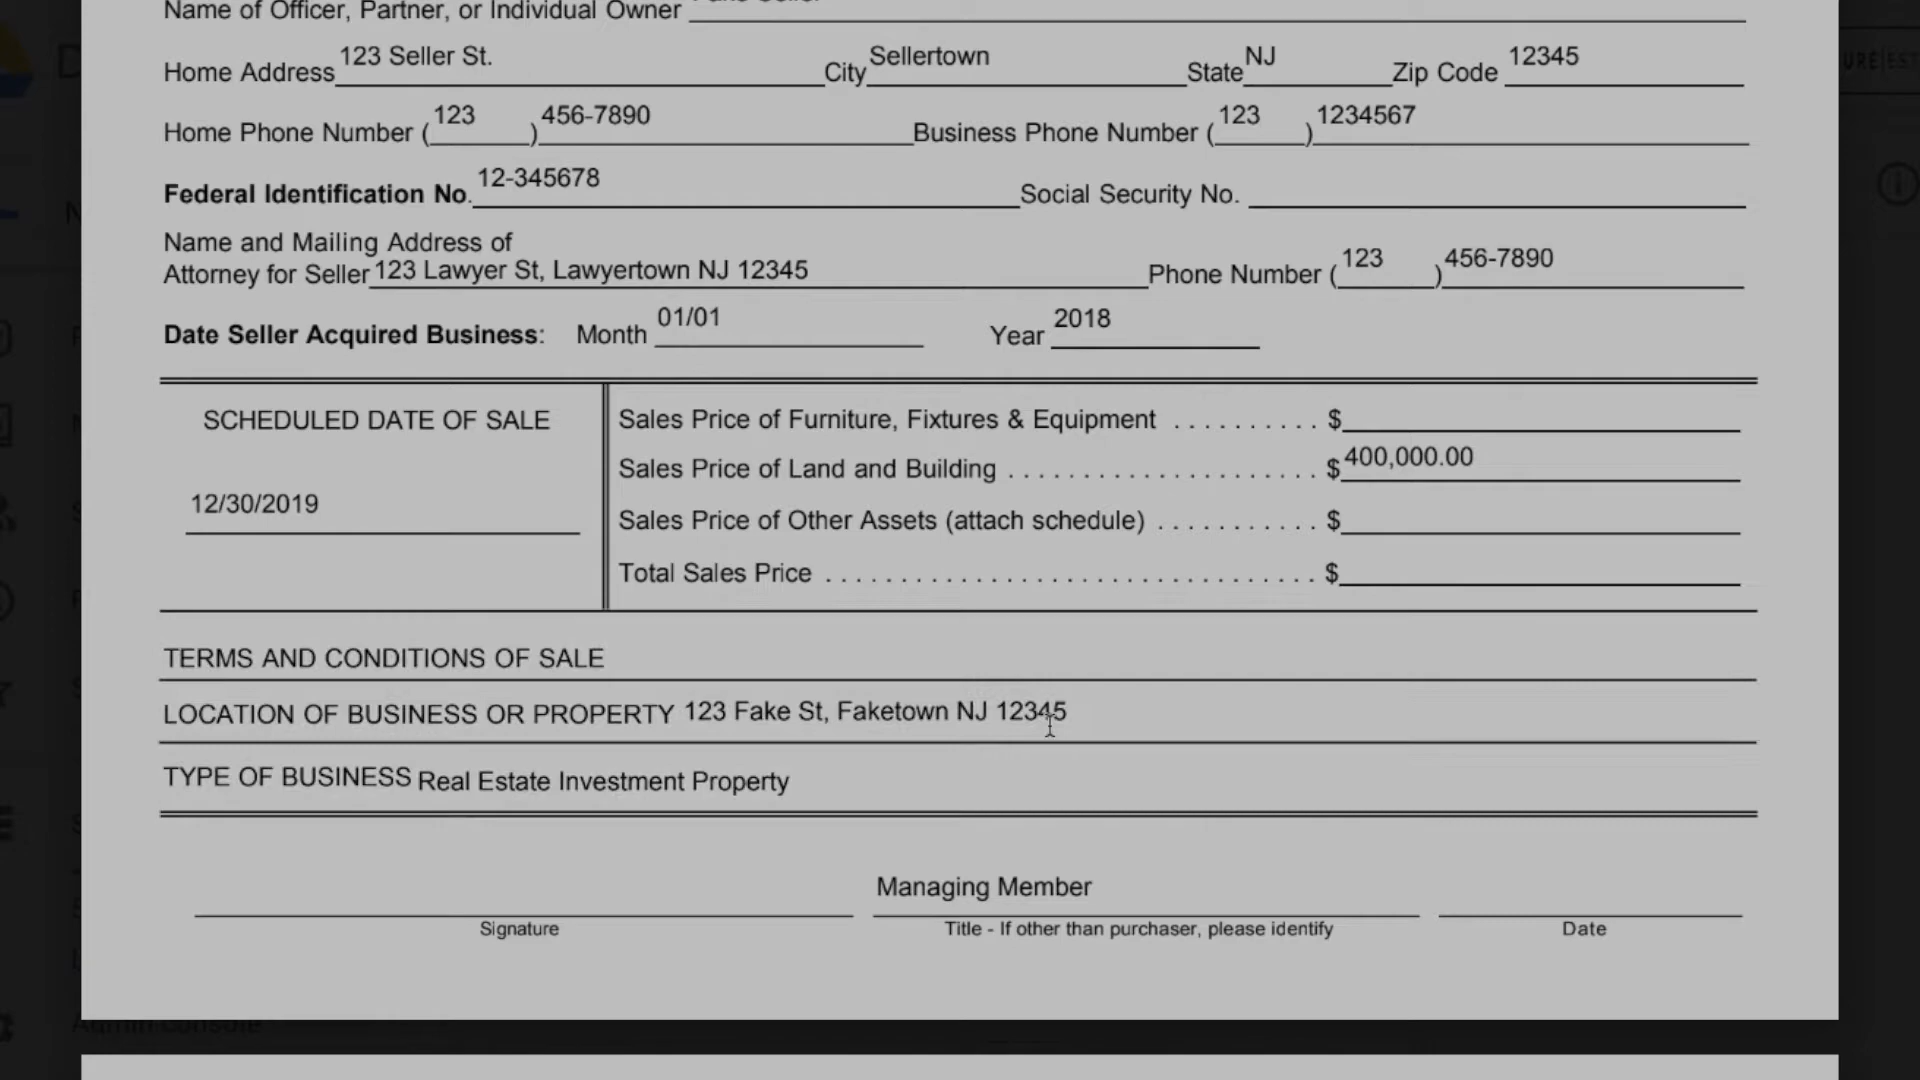 Name of Officer, Partner, or Individual Owner
Home Address 123 Seller St. City Sellertown State NJ Zip Code 12345
Home Phone Number (123) 456-7890 Business Phone Number (123) 1234567
Federal Identification No. 12-345678 Social Security No.
Name and Mailing Address of
Attorney for Seller 123 Lawyer St, Lawyertown NJ 12345 Phone Number (123) 456-7890
Date Seller Acquired Business: Month 01/01 Year 2018
SCHEDULED DATE OF SALE
12/30/2019
Sales Price of Furniture, Fixtures & Equipment . . . . . . . . . . $
Sales Price of Land and Building . . . . . . . . . . . . . . . . . . . . . $ 400,000.00
Sales Price of Other Assets (attach schedule) . . . . . . . . . . . $
Total Sales Price . . . . . . . . . . . . . . . . . . . . . . . . . . . . . . . . . $
TERMS AND CONDITIONS OF SALE
LOCATION OF BUSINESS OR PROPERTY 123 Fake St, Faketown NJ 12345
TYPE OF BUSINESS Real Estate Investment Property
Managing Member
Signature Title - If other than purchaser, please identify Date
Admin console